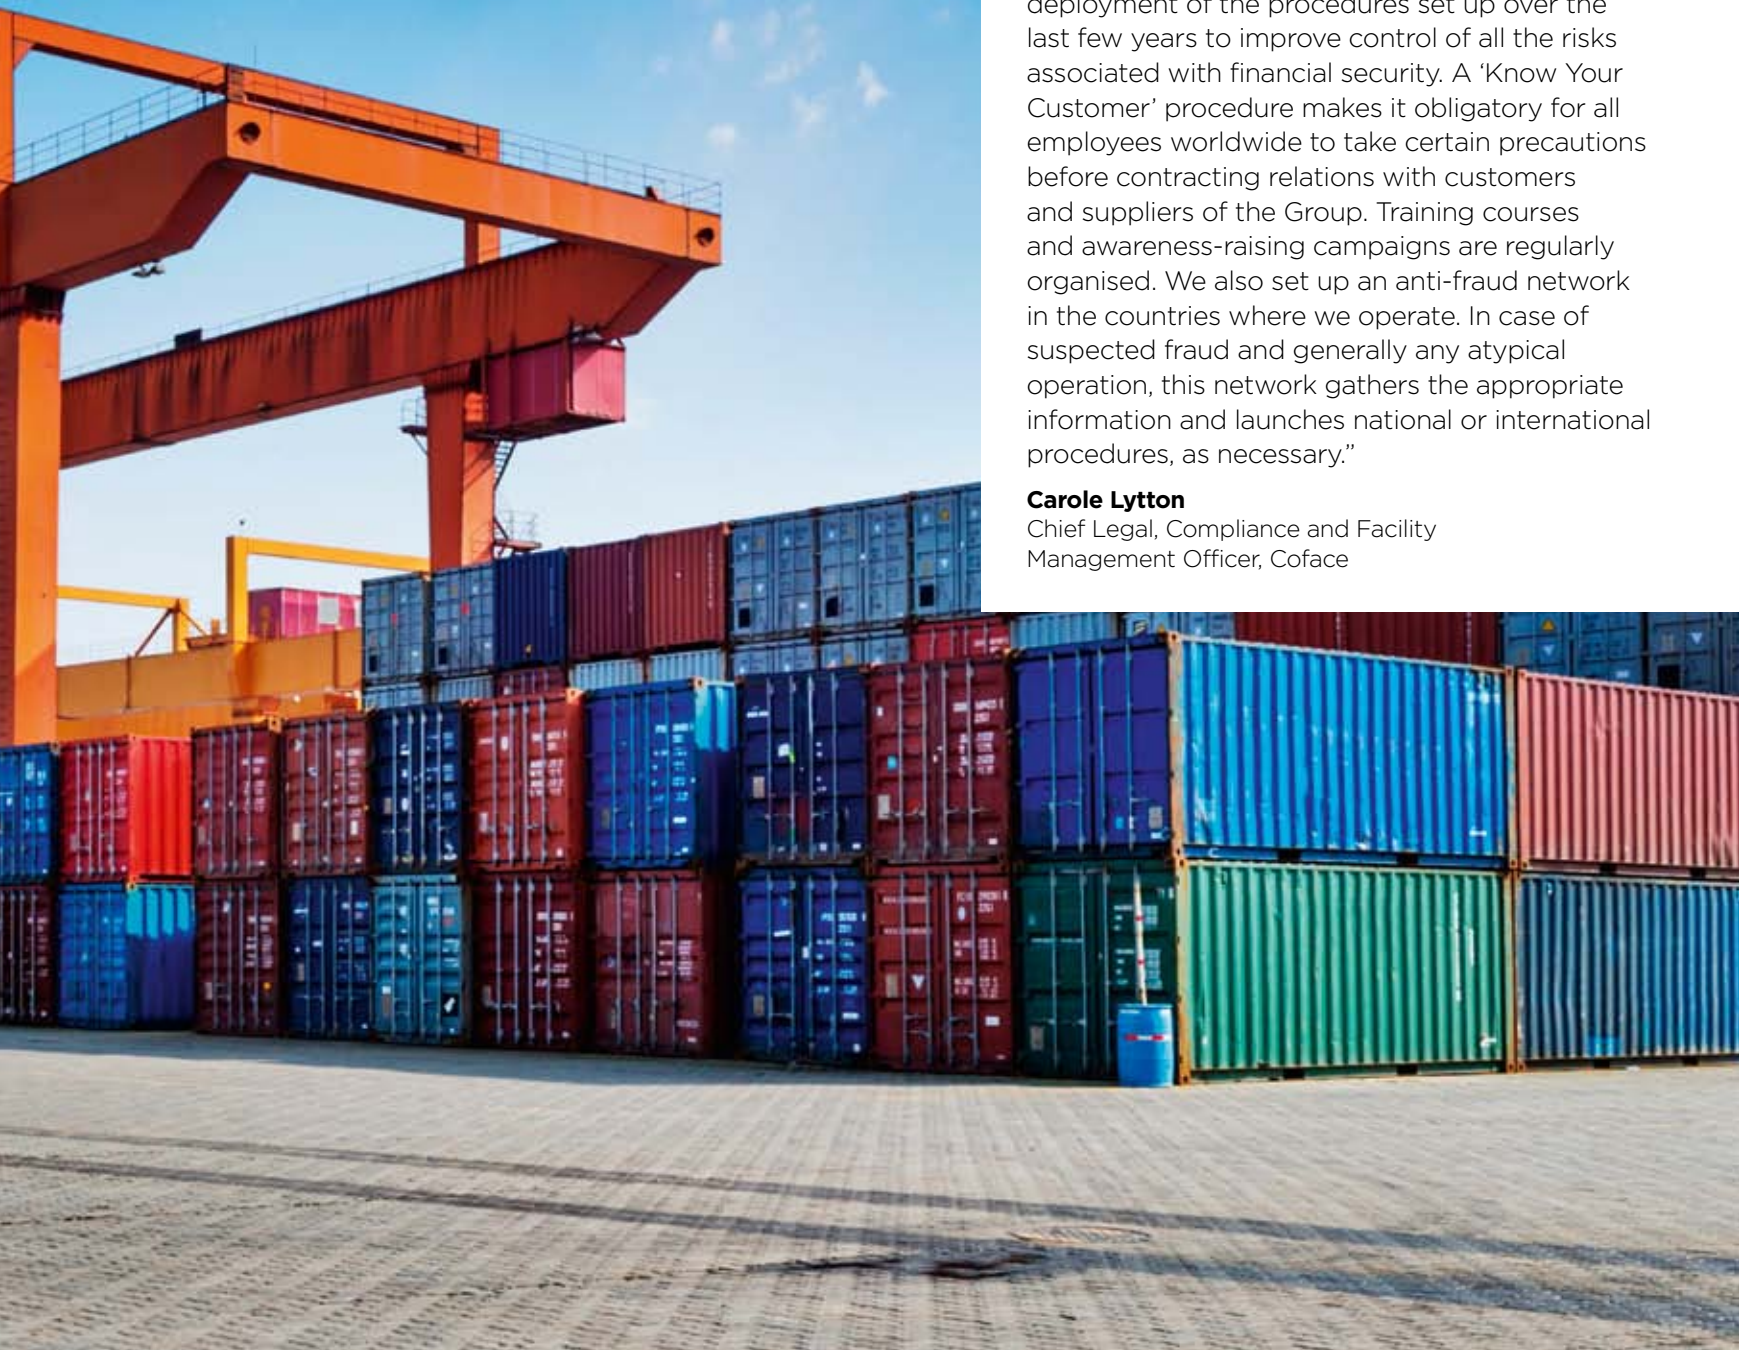 deployment of the procedures set up over the
last few years to improve control of all the risks
associated with financial security. A ‘Know Your
Customer’ procedure makes it obligatory for all
employees worldwide to take certain precautions
before contracting relations with customers
and suppliers of the Group. Training courses
and awareness-raising campaigns are regularly
organised. We also set up an anti-fraud network
in the countries where we operate. In case of
suspected fraud and generally any atypical
operation, this network gathers the appropriate
information and launches national or international
procedures, as necessary.”
Carole Lytton
Chief Legal, Compliance and Facility
Management Officer, Coface